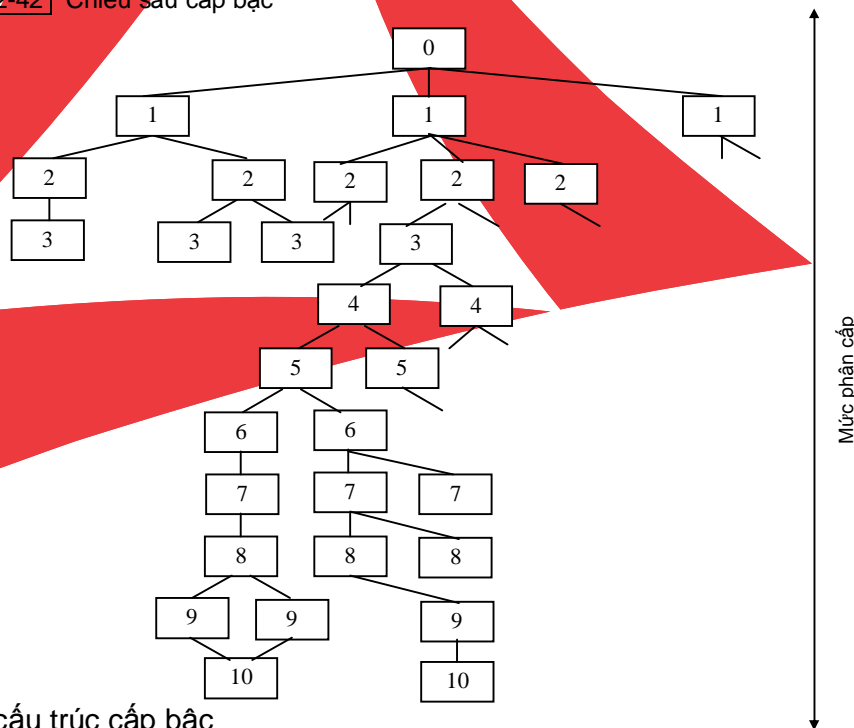 2-42 Chiều sâu cấp bậc
0
1 1 1
2 2 2 2 2
3 3 3 3
4 4
5 5
6 6
7 7 7
8 8 8
9 9 9
10 10
Mức phân cấp
cấu trúc cấp bậc